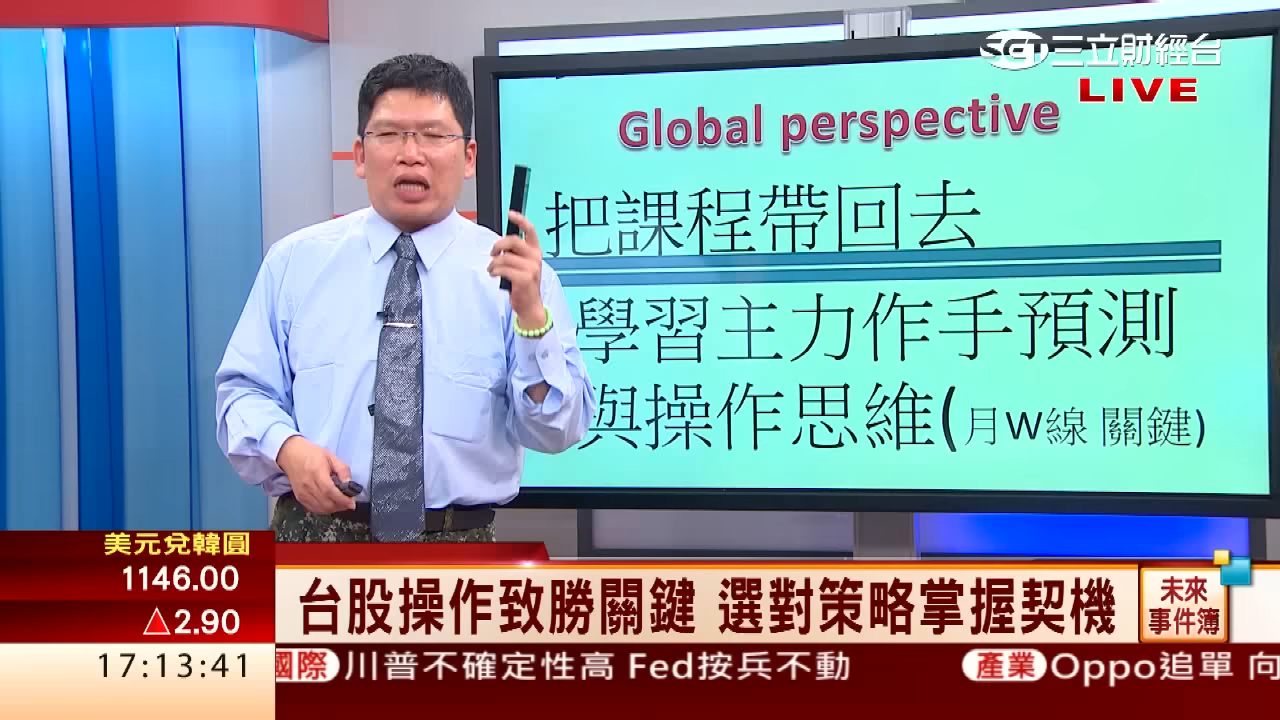 SET三立財經台
LIVE
Global perspective
把課程帶回去
學習主力作手預測
與操作思維(月W線 關鍵)
美元兌韓圓
1146.00
△2.90
17:13:41
台股操作致勝關鍵 選對策略掌握契機
未來
事件簿
國際 川普不確定性高 Fed按兵不動
產業 Oppo追單 向